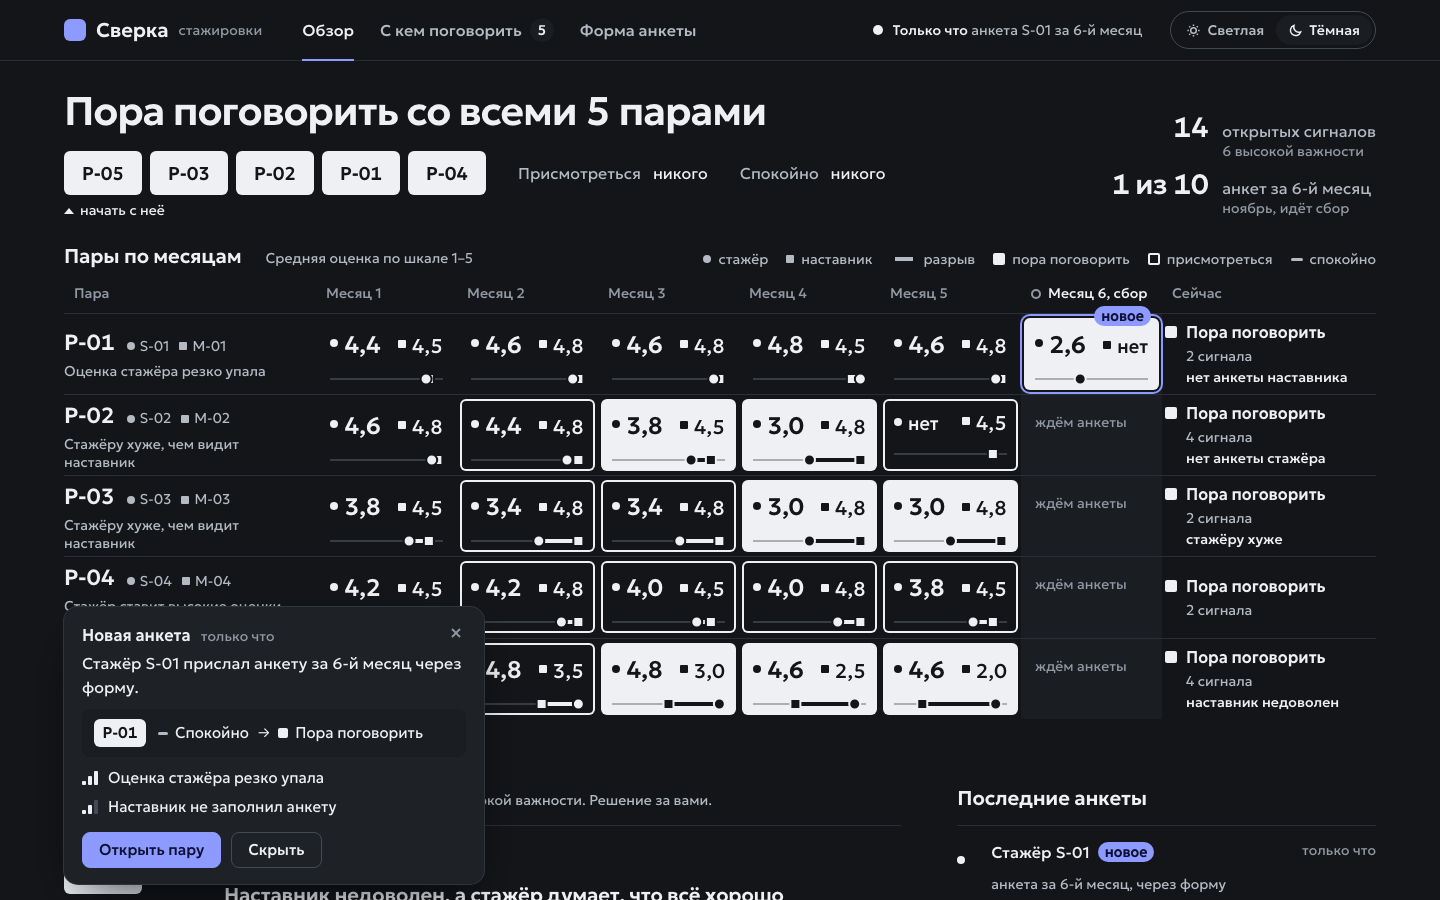 Сверка стажировки Обзор С кем поговорить 5 Форма анкеты Только что анкета S-01 за 6-й месяц Светлая Тёмная
Пора поговорить со всеми 5 парами
14 открытых сигналов
6 высокой важности
P-05 P-03 P-02 P-01 P-04 Присмотреться никого Спокойно никого
1 из 10 анкет за 6-й месяц
ноябрь, идёт сбор
начать с неё
Пары по месяцам Средняя оценка по шкале 1–5 стажёр наставник разрыв пора поговорить присмотреться спокойно
Пара Месяц 1 Месяц 2 Месяц 3 Месяц 4 Месяц 5 Месяц 6, сбор Сейчас
новое
P-01 S-01 M-01 4,4 4,5 4,6 4,8 4,6 4,8 4,8 4,5 4,6 4,8 2,6 нет Пора поговорить
2 сигнала
Оценка стажёра резко упала нет анкеты наставника
P-02 S-02 M-02 4,6 4,8 4,4 4,8 3,8 4,5 3,0 4,8 нет 4,5 ждём анкеты Пора поговорить
Стажёру хуже, чем видит 4 сигнала
наставник нет анкеты стажёра
P-03 S-03 M-03 3,8 4,5 3,4 4,8 3,4 4,8 3,0 4,8 3,0 4,8 ждём анкеты Пора поговорить
Стажёру хуже, чем видит 2 сигнала
наставник стажёру хуже
P-04 S-04 M-04 4,2 4,5 4,2 4,8 4,0 4,5 4,0 4,8 3,8 4,5 ждём анкеты Пора поговорить
Стажёр ставит высокие оценки 2 сигнала
4,8 3,5 4,8 3,0 4,6 2,5 4,6 2,0 ждём анкеты Пора поговорить
4 сигнала
наставник недоволен
Новая анкета только что ×
Стажёр S-01 прислал анкету за 6-й месяц через
форму.
P-01 Спокойно → Пора поговорить
Оценка стажёра резко упала
Наставник не заполнил анкету
Открыть пару Скрыть
важности. Решение за вами.
Наставник недоволен, а стажёр думает, что всё хорошо
Последние анкеты
Стажёр S-01 новое только что
анкета за 6-й месяц, через форму